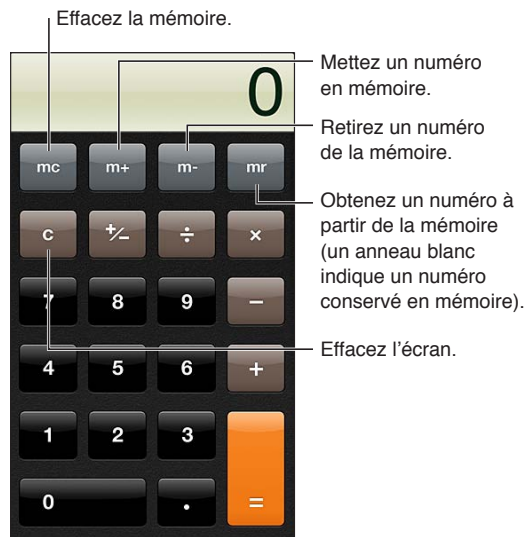 Effacez la mémoire.
0
Mettez un numéro
en mémoire.
Retirez un numéro
de la mémoire.
mc m+ m- mr
Obtenez un numéro à
partir de la mémoire
(un anneau blanc
indique un numéro
conservé en mémoire).
c +/− ÷ ×
7 8 9 −
Effacez l'écran.
4 5 6 +
1 2 3
0 . =